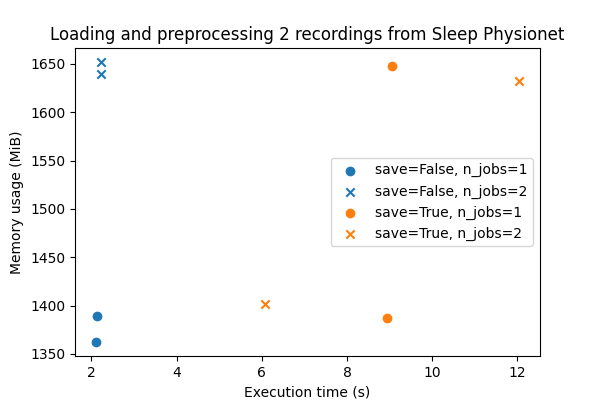 Loading and preprocessing 2 recordings from Sleep Physionet
Memory usage (MiB)
1650
1600
1550
1500
1450
1400
1350
save=False, n_jobs=1
save=False, n_jobs=2
save=True, n_jobs=1
save=True, n_jobs=2
2 4 6 8 10 12
Execution time (s)